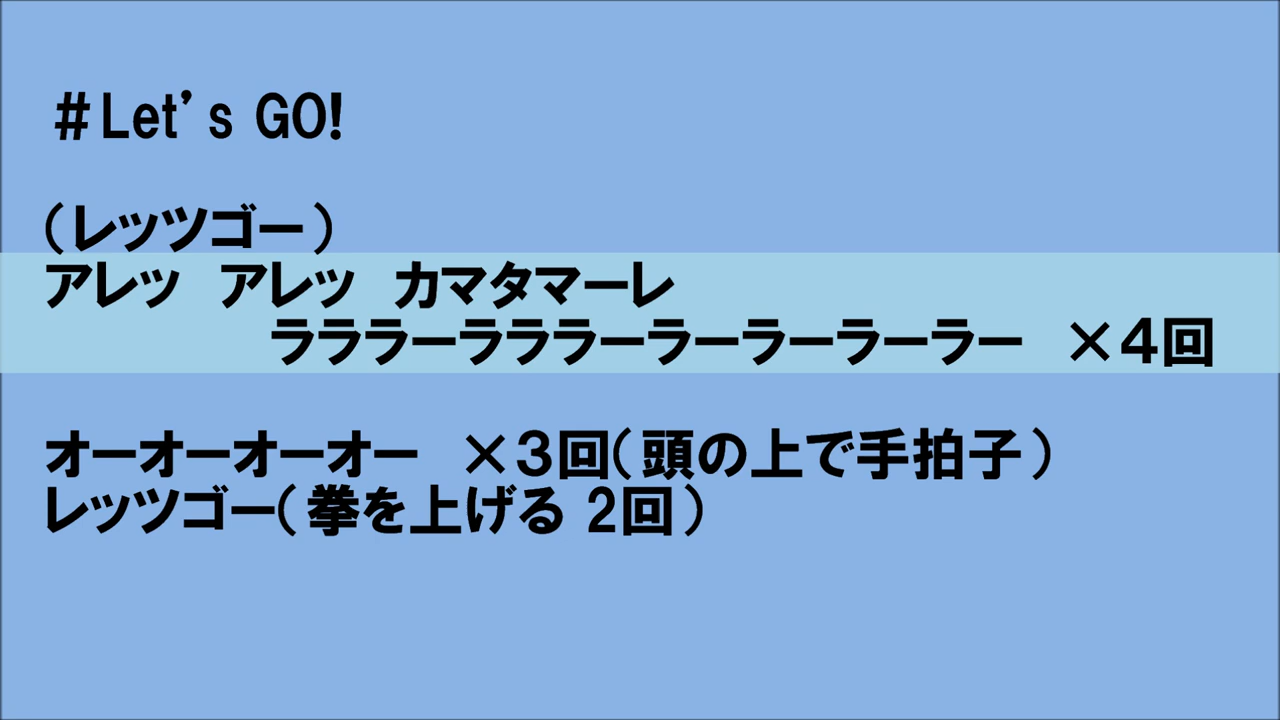 ＃Let’s GO!
（レッツゴー）
アレッ　アレッ　カマタマーレ
ラララーラララーラーラーラーラー　×４回
オーオーオーオー　×３回（頭の上で手拍子）
レッツゴー（拳を上げる 2回）